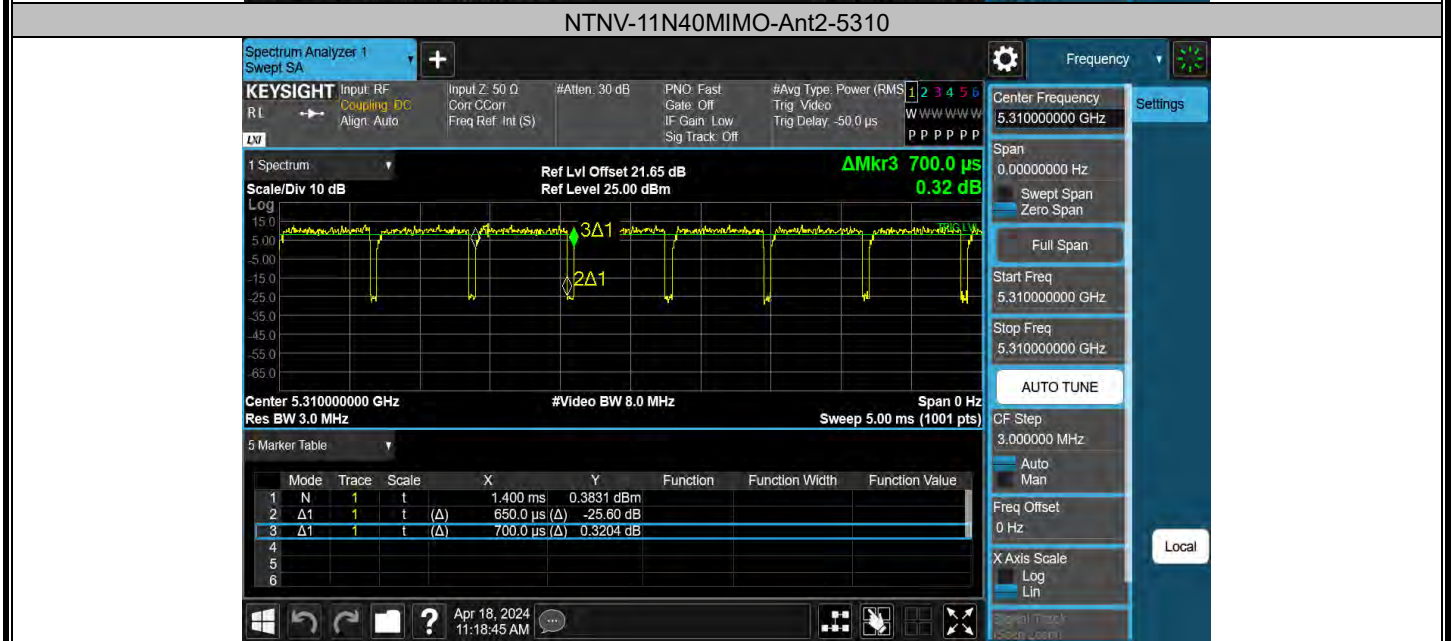 NTNV-11N40MIMO-Ant2-5310
Spectrum Analyzer 1
Swept SA
Frequency
KEYSIGHT
RL
LXI
Input: RF
Coupling: DC
Align: Auto
Input Z: 50 Ω
Corr CCorr
Freq Ref: Int (S)
#Atten: 30 dB
PNO: Fast
Gate: Off
IF Gain: Low
Sig Track: Off
#Avg Type: Power (RMS
Trig: Video
Trig Delay: -50.0 µs
1 2 3 4 5 6
W W W W W W
P P P P P P
1 Spectrum
Scale/Div 10 dB
Ref Lvl Offset 21.65 dB
Ref Level 25.00 dBm
ΔMkr3 700.0 µs
0.32 dB
Log
15.0
5.00
-5.00
-15.0
-25.0
-35.0
-45.0
-55.0
-65.0
3Δ1
2Δ1
Center 5.310000000 GHz
#Video BW 8.0 MHz
Span 0 Hz
Res BW 3.0 MHz
Sweep 5.00 ms (1001 pts)
5 Marker Table
Mode Trace Scale X Y Function Function Width Function Value
1 N 1 t 1.400 ms 0.3831 dBm
2 Δ1 1 t (Δ) 650.0 µs (Δ) -25.60 dB
3 Δ1 1 t (Δ) 700.0 µs (Δ) 0.3204 dB
4
5
6
Apr 18, 2024
11:18:45 AM
Center Frequency
5.310000000 GHz
Settings
Span
0.00000000 Hz
Swept Span
Zero Span
Full Span
Start Freq
5.310000000 GHz
Stop Freq
5.310000000 GHz
AUTO TUNE
CF Step
3.000000 MHz
Auto
Man
Freq Offset
0 Hz
X Axis Scale
Log
Lin
Local